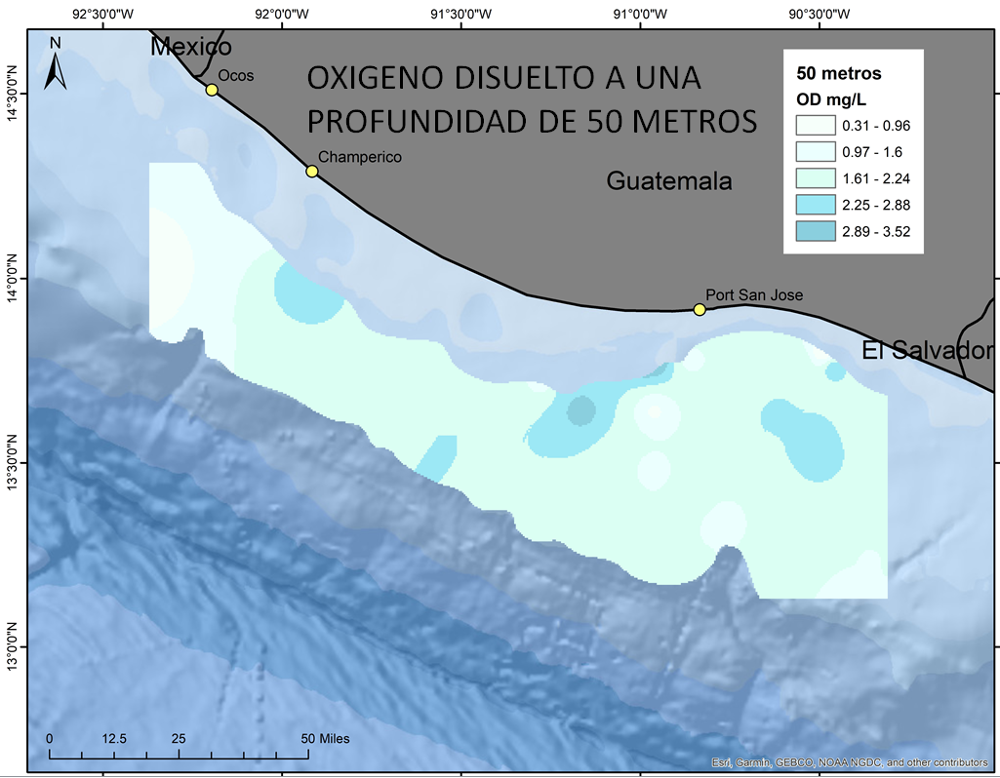 92°30'0"W 92°0'0"W 91°30'0"W 91°0'0"W 90°30'0"W
N
Mexico
Ocos
OXIGENO DISUELTO A UNA
PROFUNDIDAD DE 50 METROS
Champerico
Guatemala
50 metros
OD mg/L
0.31 - 0.96
0.97 - 1.6
1.61 - 2.24
2.25 - 2.88
2.89 - 3.52
Port San Jose
El Salvador
14°30'0"N
14°0'0"N
13°30'0"N
13°0'0"N
0 12.5 25 50 Miles
Esri, Garmin, GEBCO, NOAA NGDC, and other contributors